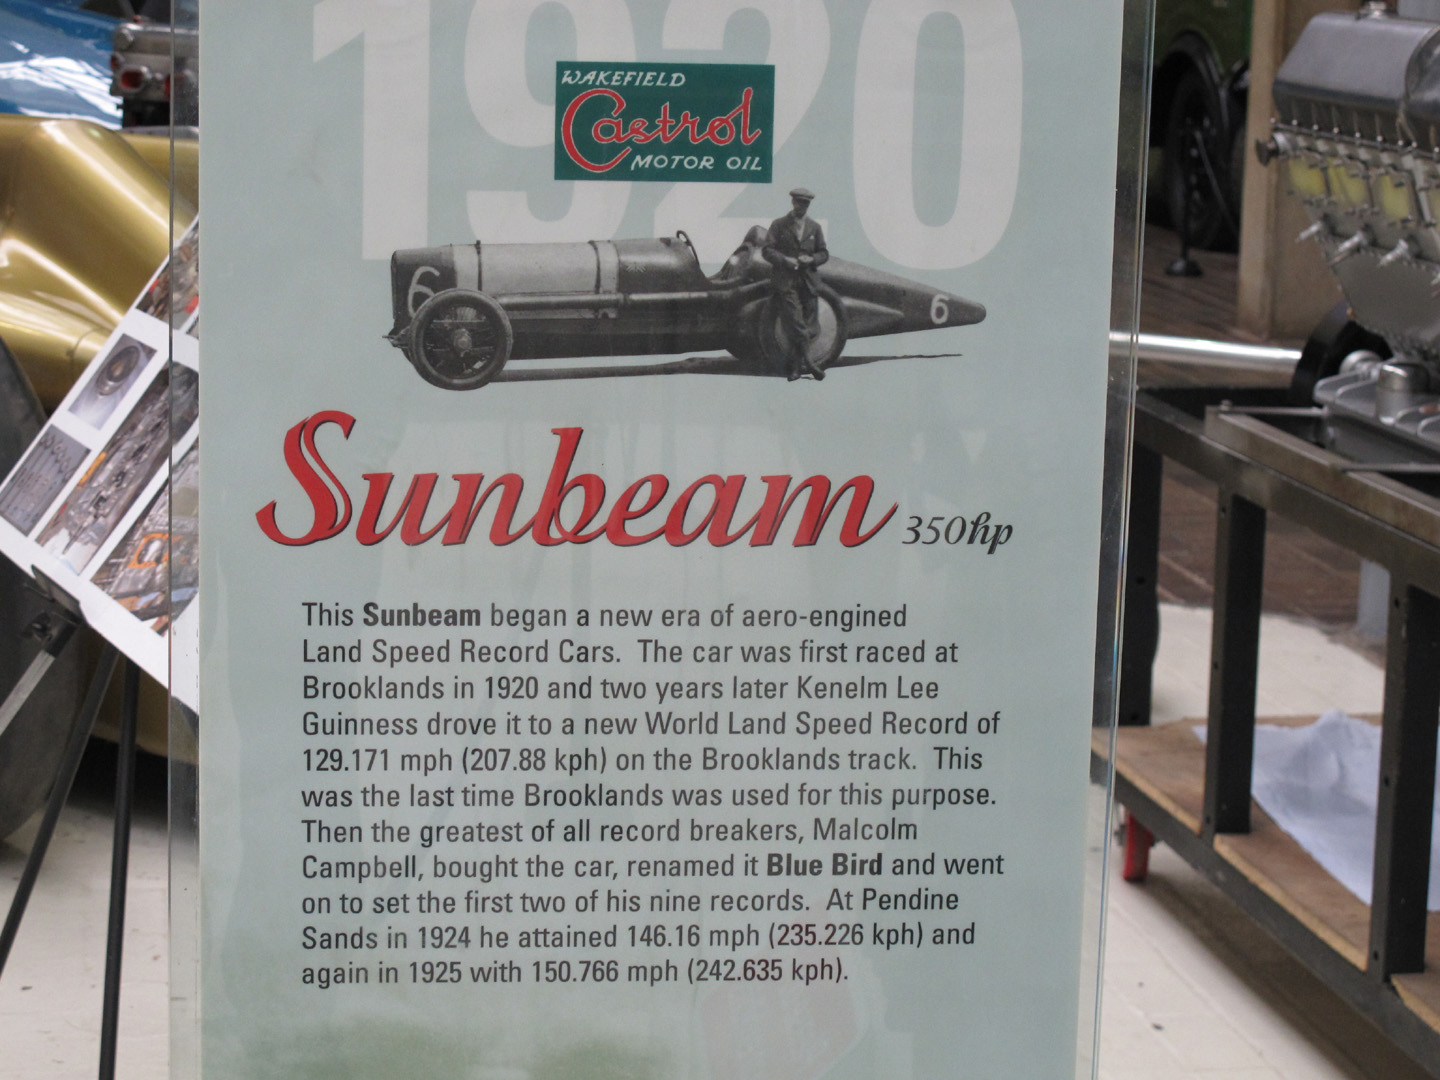 1920
WAKEFIELD
Castrol
MOTOR OIL
6
6
Sunbeam 350hp
This Sunbeam began a new era of aero-engined
Land Speed Record Cars. The car was first raced at
Brooklands in 1920 and two years later Kenelm Lee
Guinness drove it to a new World Land Speed Record of
129.171 mph (207.88 kph) on the Brooklands track. This
was the last time Brooklands was used for this purpose.
Then the greatest of all record breakers, Malcolm
Campbell, bought the car, renamed it Blue Bird and went
on to set the first two of his nine records. At Pendine
Sands in 1924 he attained 146.16 mph (235.226 kph) and
again in 1925 with 150.766 mph (242.635 kph).